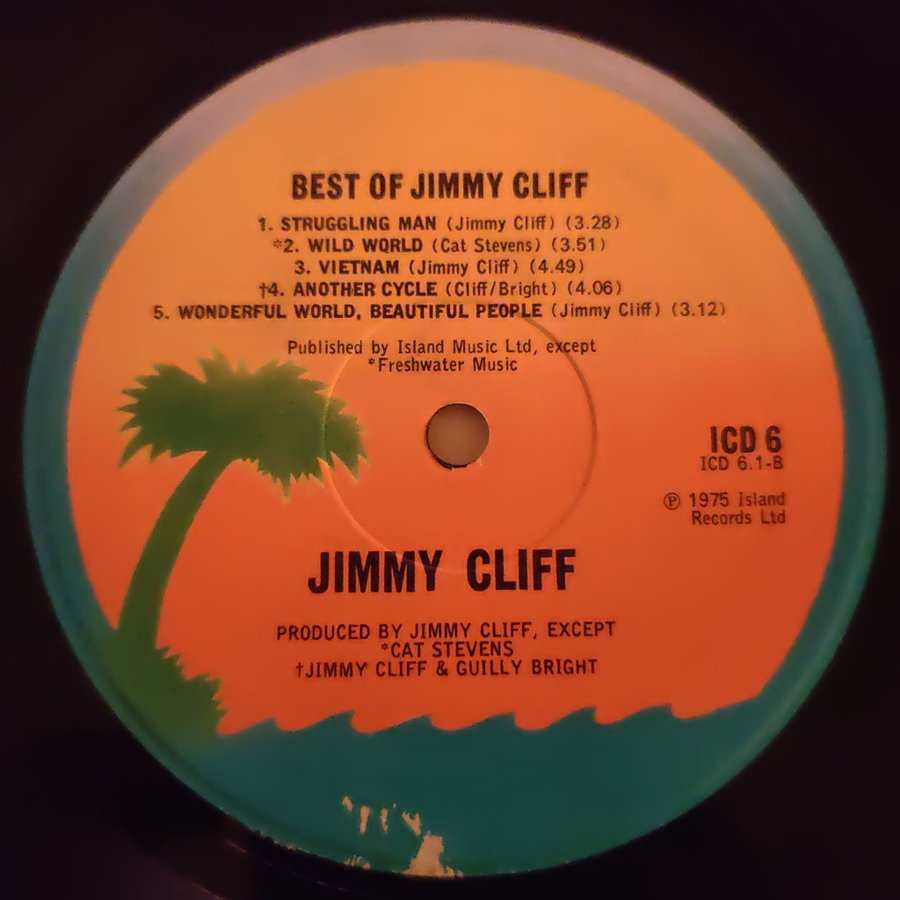 BEST OF JIMMY CLIFF
1. STRUGGLING MAN (Jimmy Cliff) (3.28)
*2. WILD WORLD (Cat Stevens) (3.51)
3. VIETNAM (Jimmy Cliff) (4.49)
†4. ANOTHER CYCLE (Cliff/Bright) (4.06)
5. WONDERFUL WORLD, BEAUTIFUL PEOPLE (Jimmy Cliff) (3.12)
Published by Island Music Ltd, except
*Freshwater Music
ICD 6
ICD 6.1-B
℗ 1975 Island
Records Ltd
JIMMY CLIFF
PRODUCED BY JIMMY CLIFF, EXCEPT
*CAT STEVENS
†JIMMY CLIFF & GUILLY BRIGHT